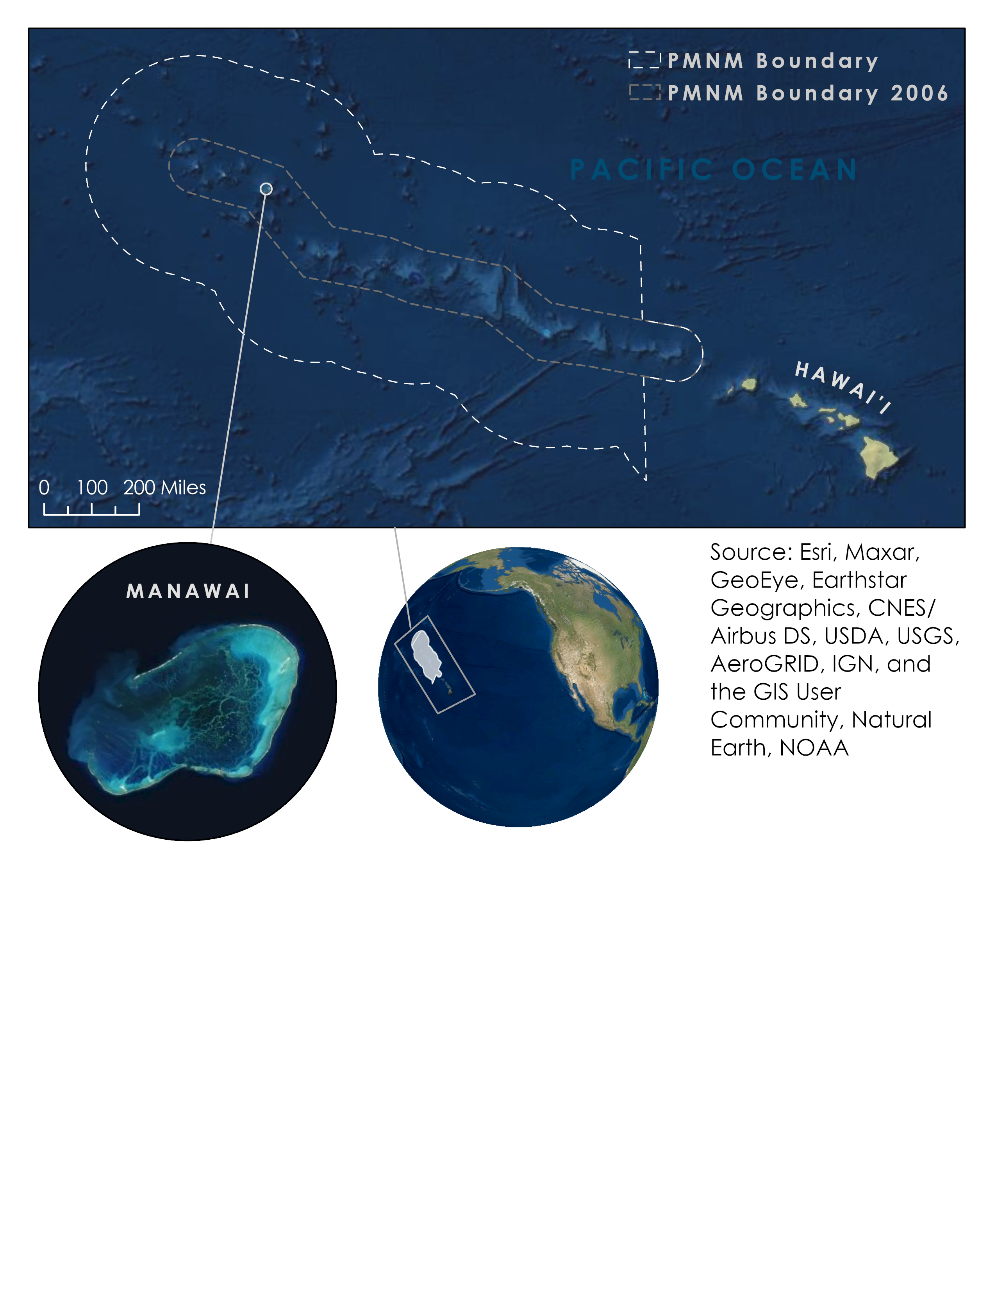 PMNM Boundary
PMNM Boundary 2006
PACIFIC OCEAN
HAWAI'I
0 100 200 Miles
MANAWAI
Source: Esri, Maxar,
GeoEye, Earthstar
Geographics, CNES/
Airbus DS, USDA, USGS,
AeroGRID, IGN, and
the GIS User
Community, Natural
Earth, NOAA